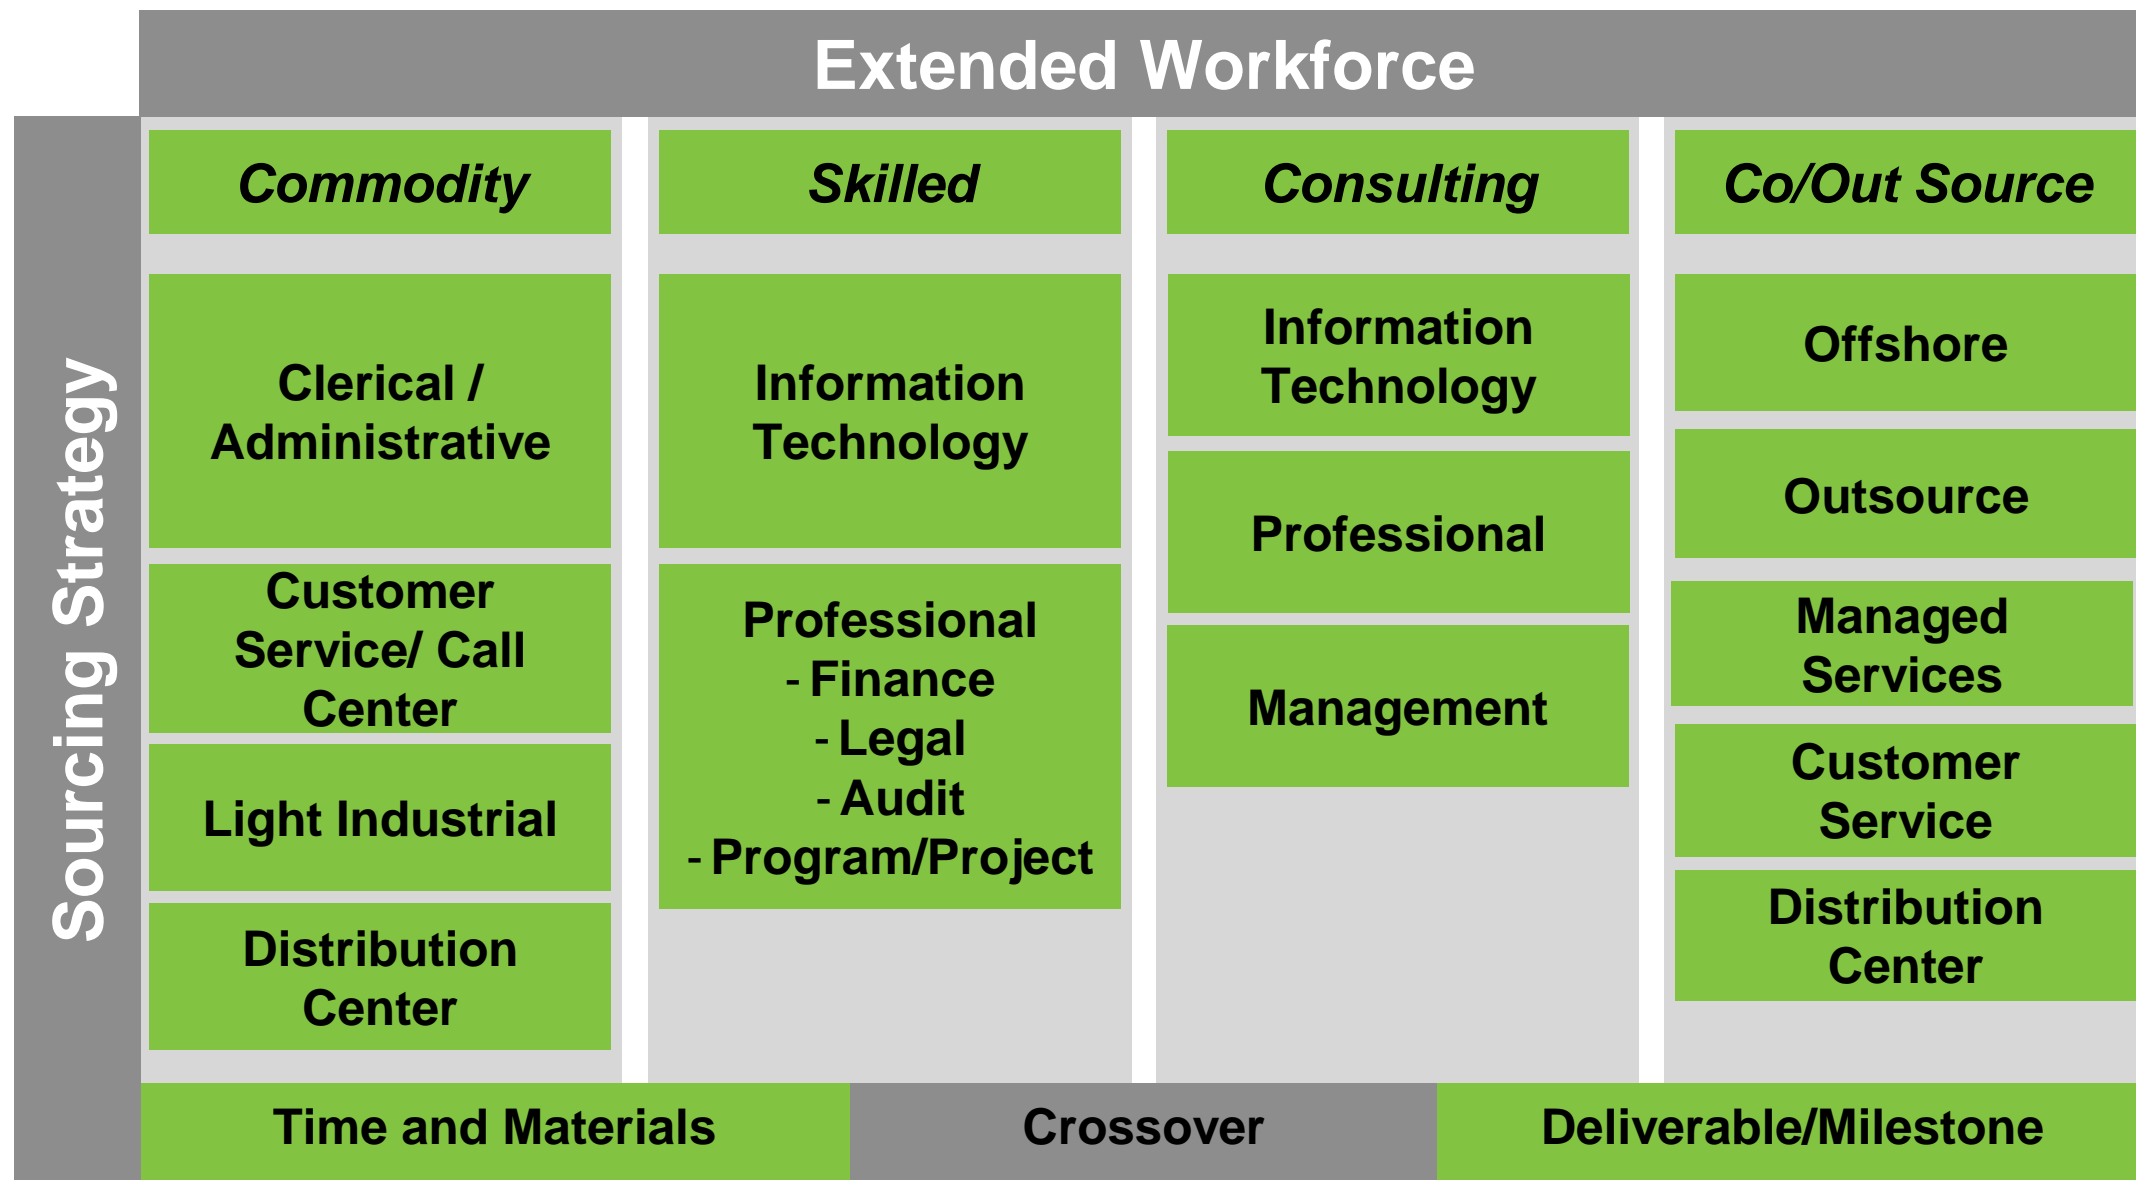 Extended Workforce
Sourcing Strategy
Commodity
Clerical /
Administrative
Customer
Service/ Call
Center
Light Industrial
Distribution
Center
Skilled
Information
Technology
Professional
- Finance
- Legal
- Audit
- Program/Project
Consulting
Information
Technology
Professional
Management
Co/Out Source
Offshore
Outsource
Managed
Services
Customer
Service
Distribution
Center
Time and Materials
Crossover
Deliverable/Milestone